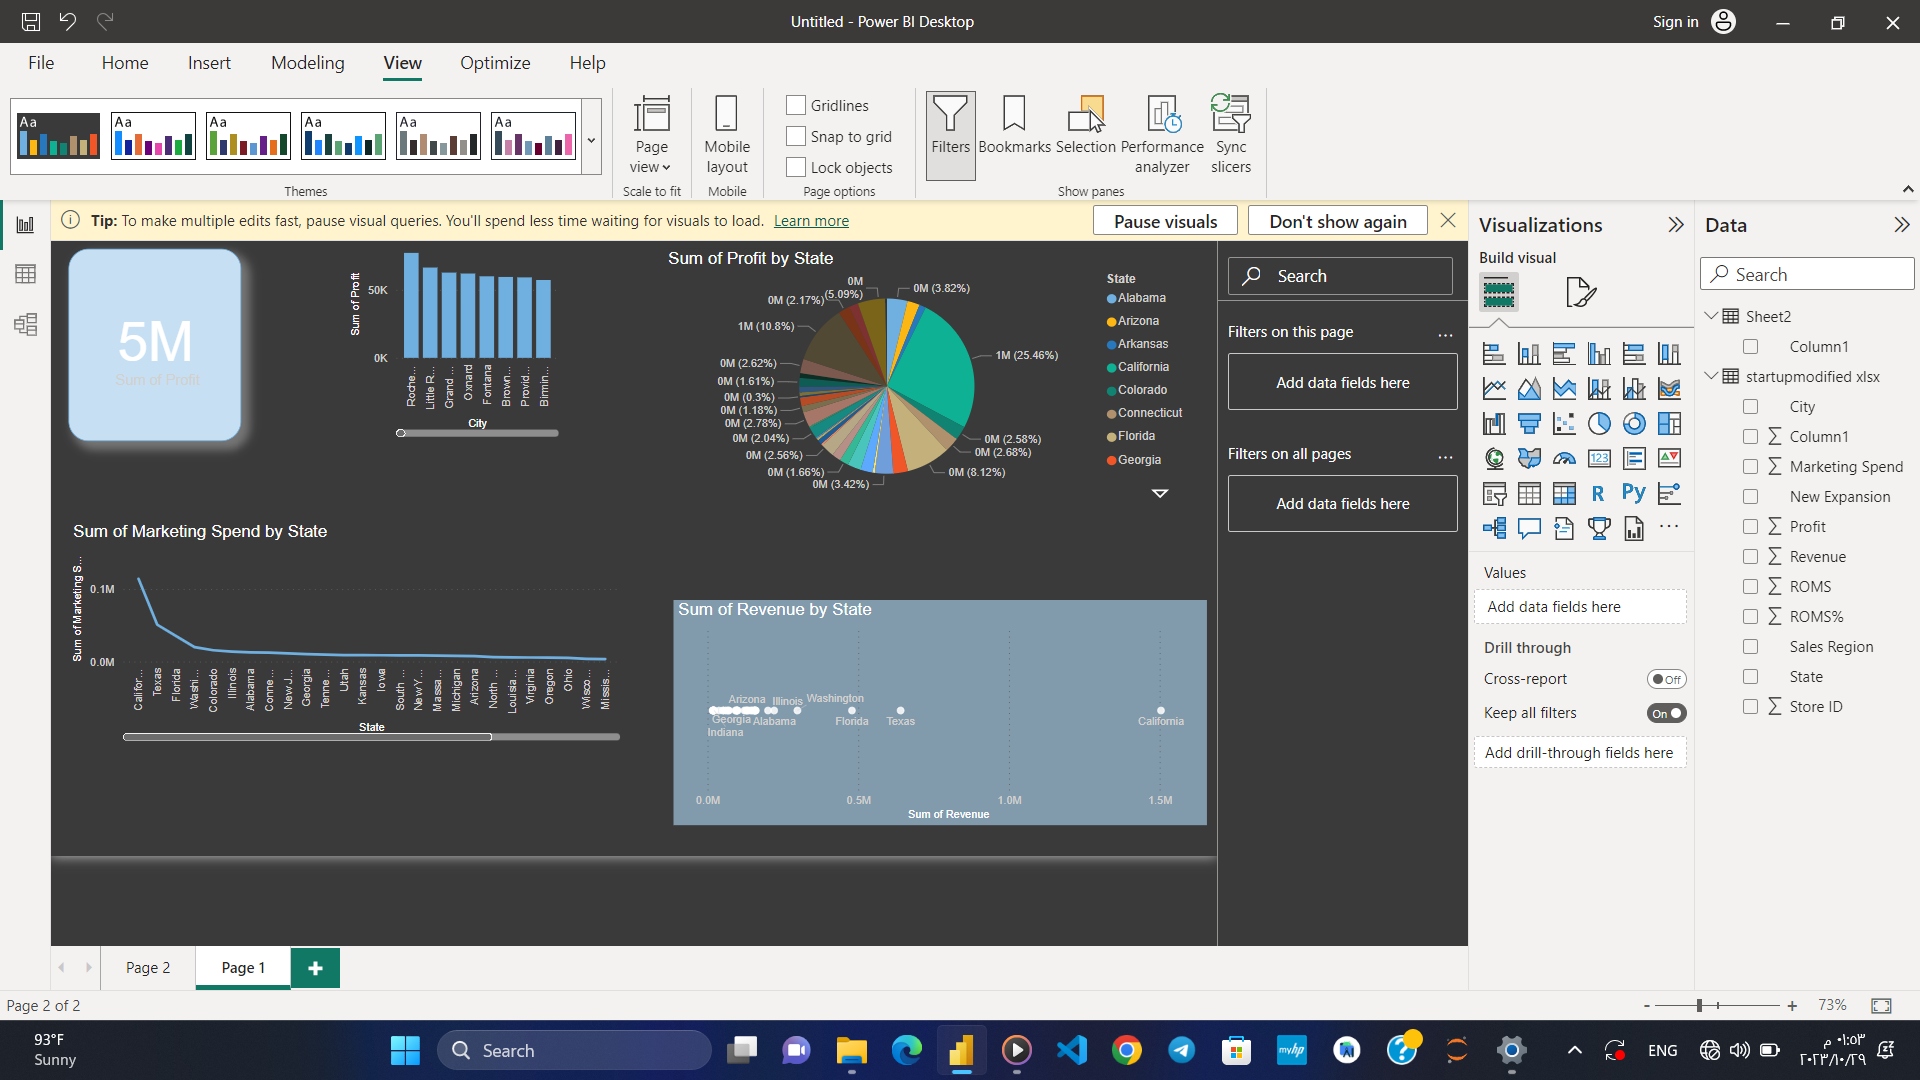 Untitled - Power BI Desktop
Sign in
File
Home
Insert
Modeling
View
Optimize
Help
Aa
Aa
Aa
Aa
Aa
Aa
Themes
Page view
Scale to fit
Mobile layout
Mobile
Gridlines
Snap to grid
Lock objects
Page options
Filters
Bookmarks
Selection
Performance analyzer
Sync slicers
Show panes
Tip: To make multiple edits fast, pause visual queries. You'll spend less time waiting for visuals to load. Learn more
Pause visuals
Don't show again
5M
Sum of Profit
Sum of Profit
50K
0K
Roche...
Little R...
Grand ...
Oxnard
Fontana
Brown...
Provid...
Birmin...
City
Sum of Profit by State
0M (3.82%)
1M (25.46%)
0M (2.58%)
0M (2.68%)
0M (8.12%)
0M (3.42%)
0M (1.66%)
0M (2.56%)
0M (2.04%)
0M (2.78%)
0M (1.18%)
0M (0.3%)
0M (1.61%)
0M (2.62%)
1M (10.8%)
0M (2.17%)
0M
(5.09%)
State
Alabama
Arizona
Arkansas
California
Colorado
Connecticut
Florida
Georgia
Sum of Marketing Spend by State
Sum of Marketing S...
0.1M
0.0M
Califor...
Texas
Florida
Washi...
Colorado
Illinois
Alabama
Conne...
New J...
Georgia
Tenne...
Utah
Kansas
Iowa
South ...
New Y...
Massa...
Michigan
Arizona
North ...
Louisia...
Virginia
Oregon
Ohio
Wisco...
Missis...
State
Sum of Revenue by State
Arizona
Illinois
Washington
Georgia
Alabama
Florida
Texas
California
Indiana
0.0M
0.5M
1.0M
1.5M
Sum of Revenue
Search
Filters on this page
...
Add data fields here
Filters on all pages
...
Add data fields here
Visualizations
Build visual
123
R
Py
...
Values
Add data fields here
Drill through
Cross-report
Off
Keep all filters
On
Add drill-through fields here
Data
Search
Sheet2
Column1
startupmodified xlsx
City
Column1
Marketing Spend
New Expansion
Profit
Revenue
ROMS
ROMS%
Sales Region
State
Store ID
Page 2
Page 1
Page 2 of 2
- + 73%
93°F
Sunny
Search
myhp
ENG
٠١:٥٣ م
٢٠٢٣/١٠/٢٩